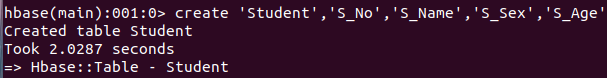 hbase(main):001:0> create 'Student','S_No','S_Name','S_Sex','S_Age'
Created table Student
Took 2.0287 seconds
=> Hbase::Table - Student